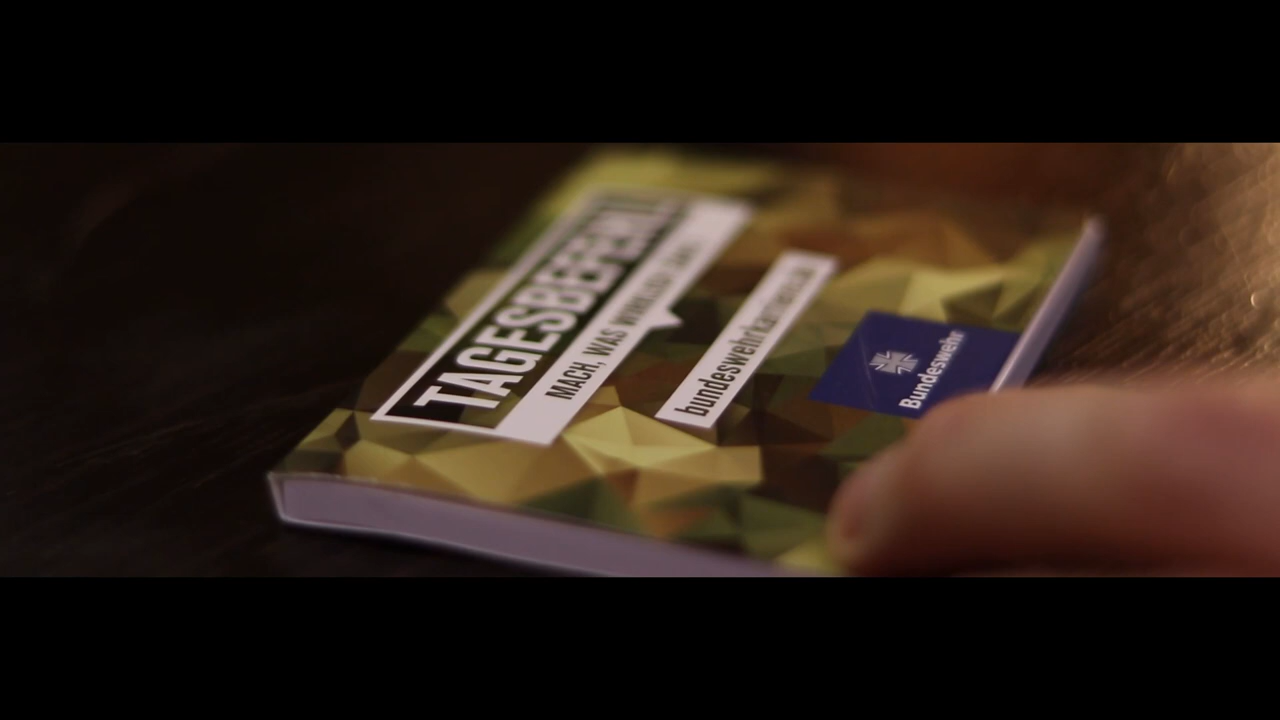 TAGESBEFEHL:
MACH, WAS WIRKLICH ZÄHLT.
bundeswehrkarriere.de
Bundeswehr